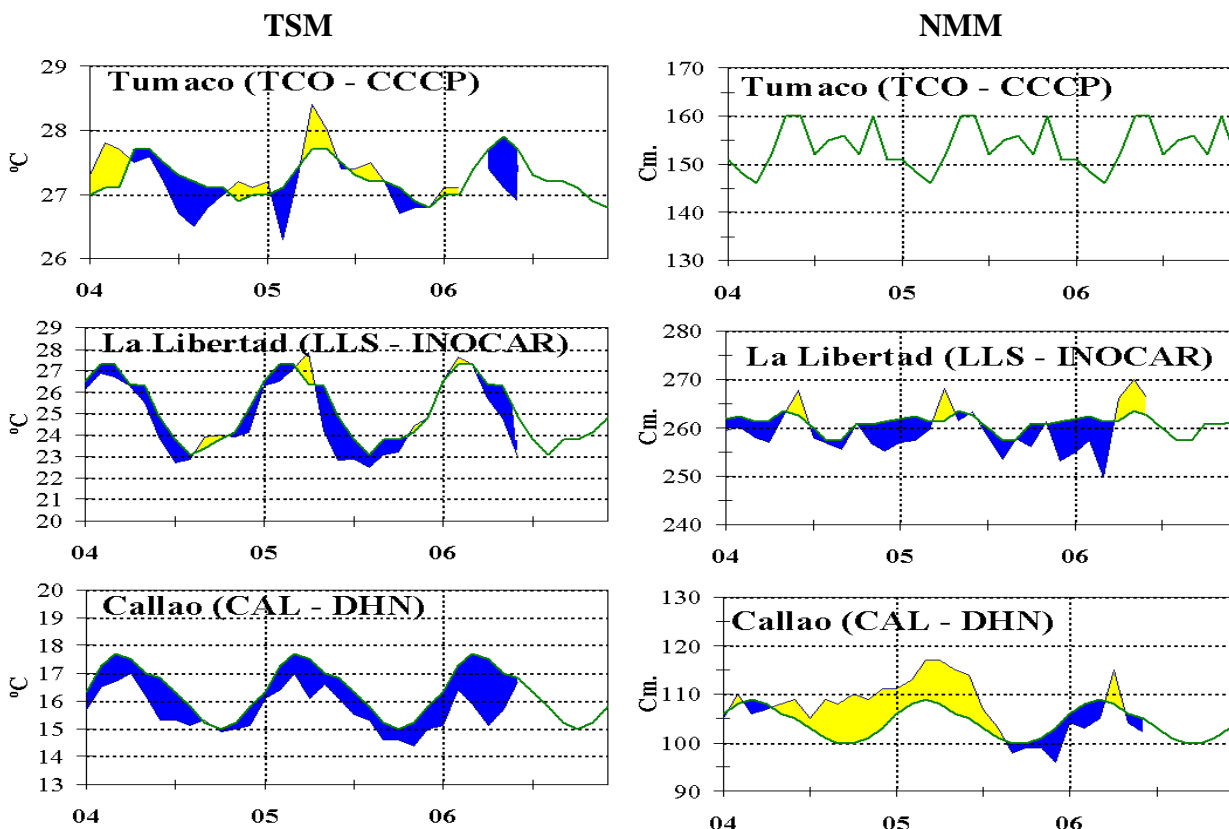 TSM
NMM
Tumaco (TCO - CCCP)
29
28
27
26
ºC
04 05 06
Tumaco (TCO - CCCP)
170
160
150
140
130
Cm.
04 05 06
La Libertad (LLS - INOCAR)
29
28
27
26
25
24
23
22
21
20
ºC
04 05 06
La Libertad (LLS - INOCAR)
280
270
260
250
240
Cm.
04 05 06
Callao (CAL - DHN)
20
19
18
17
16
15
14
13
ºC
04 05 06
Callao (CAL - DHN)
130
120
110
100
90
Cm.
04 05 06